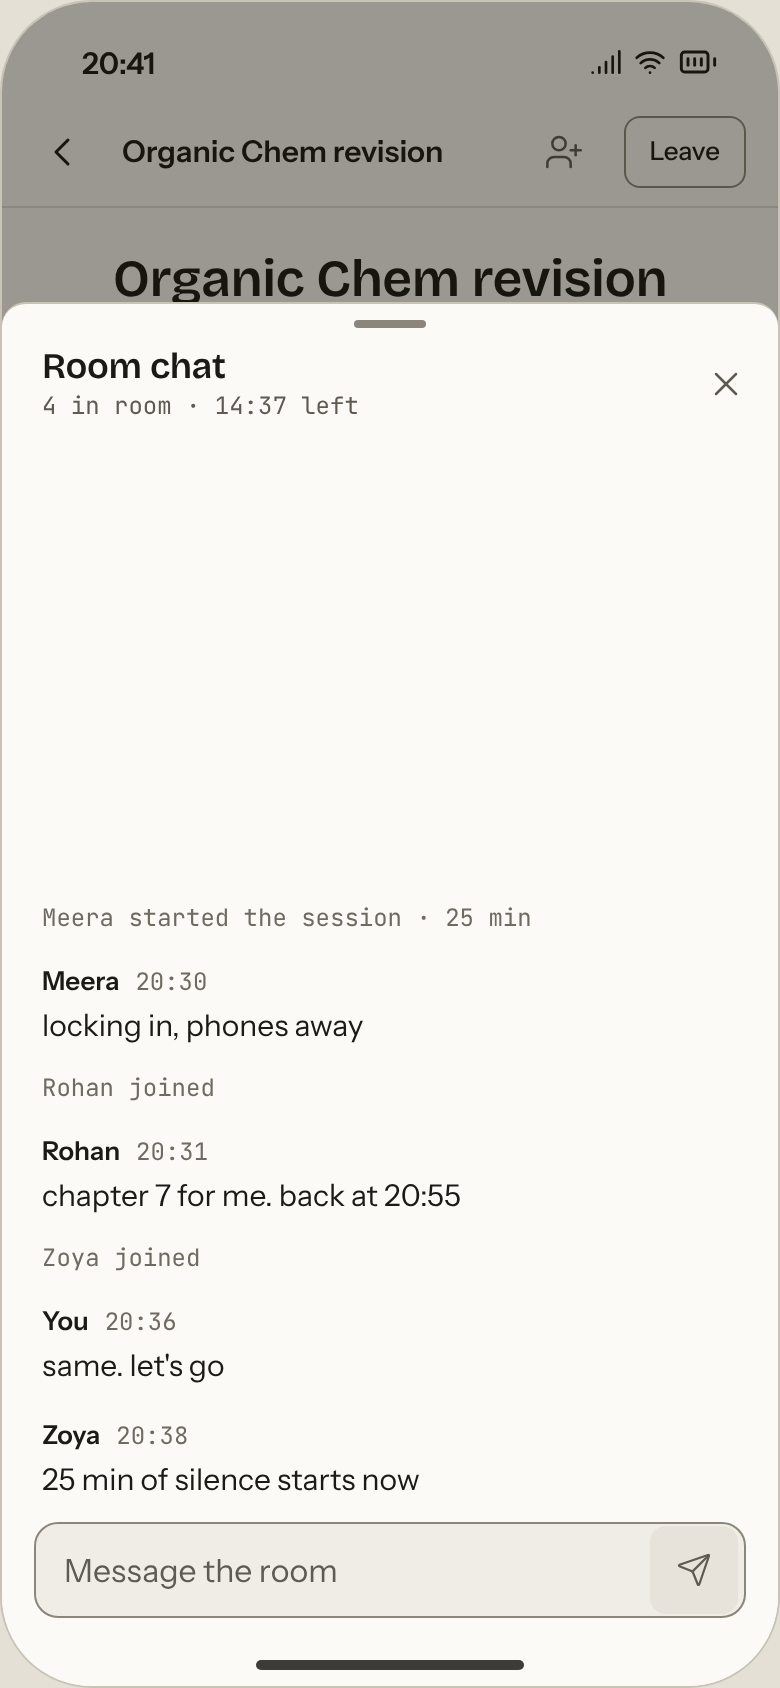 20:41
Organic Chem revision
Leave
Organic Chem revision
Room chat
4 in room · 14:37 left
Meera started the session · 25 min
Meera 20:30
locking in, phones away
Rohan joined
Rohan 20:31
chapter 7 for me. back at 20:55
Zoya joined
You 20:36
same. let's go
Zoya 20:38
25 min of silence starts now
Message the room